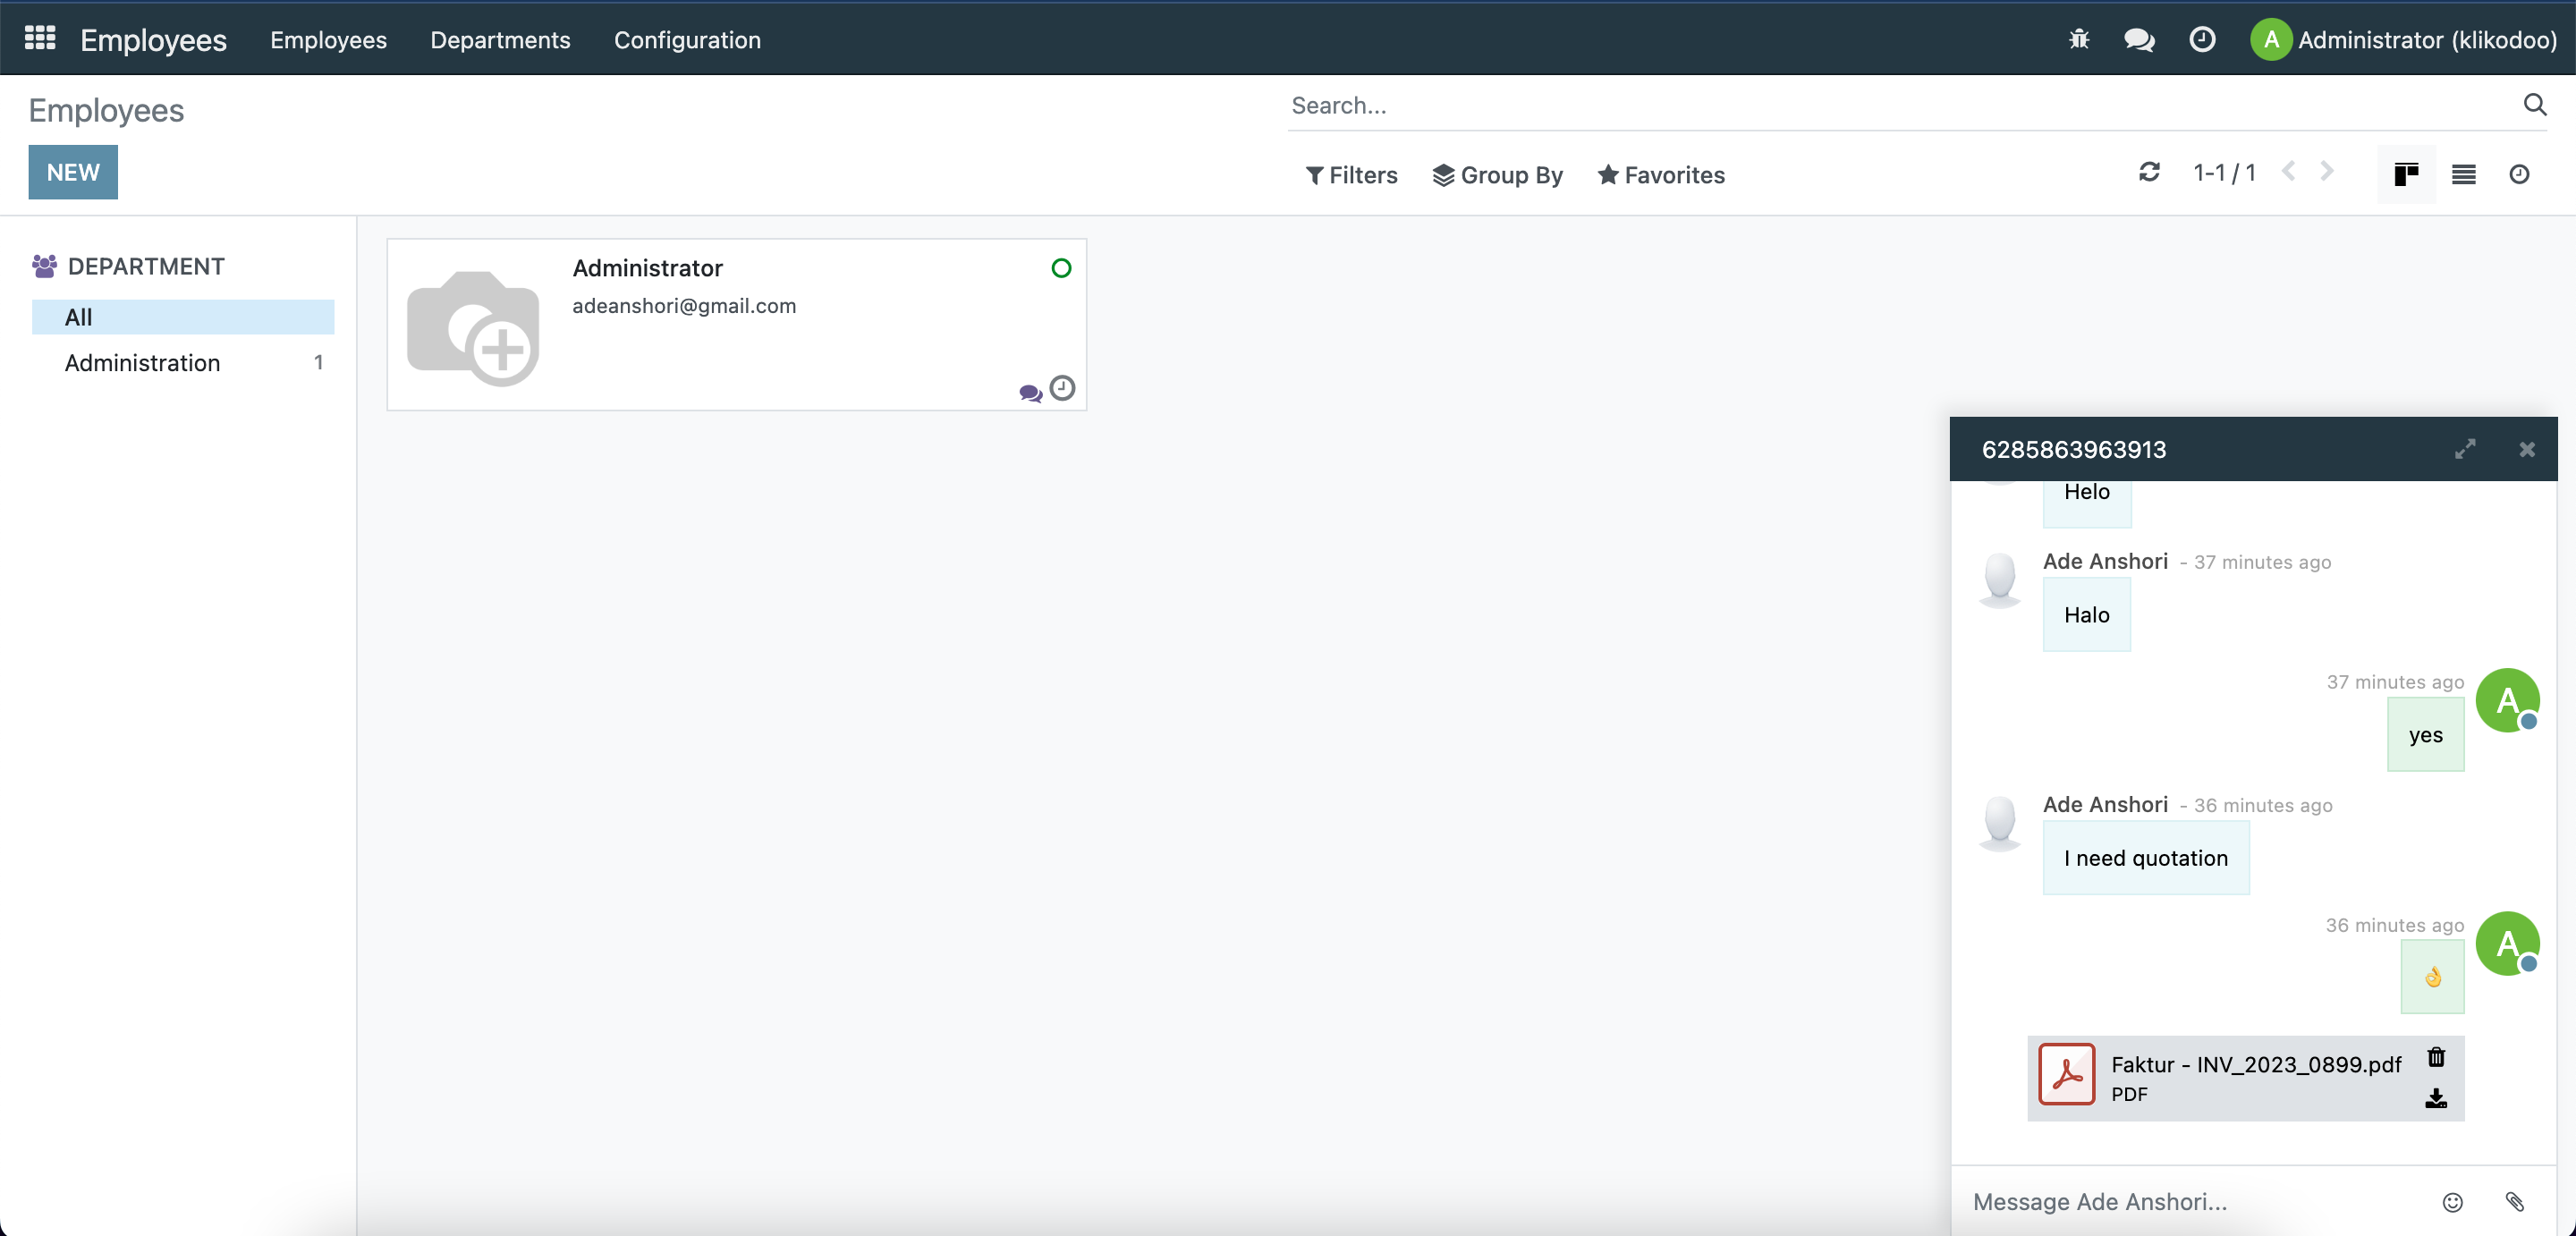 Employees Employees Departments Configuration A Administrator (klikodoo)
Employees
Search...
NEW
Filters Group By Favorites 1-1 / 1
DEPARTMENT
All
Administration 1
Administrator
adeanshori@gmail.com
6285863963913
Helo
Ade Anshori - 37 minutes ago
Halo
37 minutes ago
A
yes
Ade Anshori - 36 minutes ago
I need quotation
36 minutes ago
A
👌
Faktur - INV_2023_0899.pdf
PDF
Message Ade Anshori...